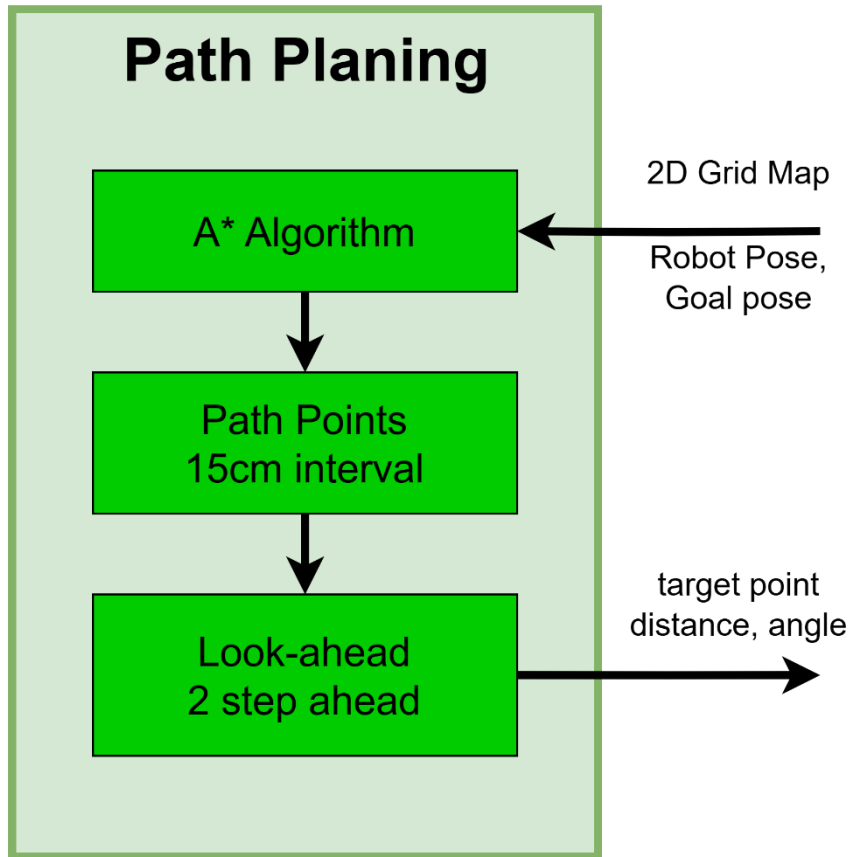 Path Planing
2D Grid Map
A* Algorithm
Robot Pose,
Goal pose
Path Points
15cm interval
target point
distance, angle
Look-ahead
2 step ahead